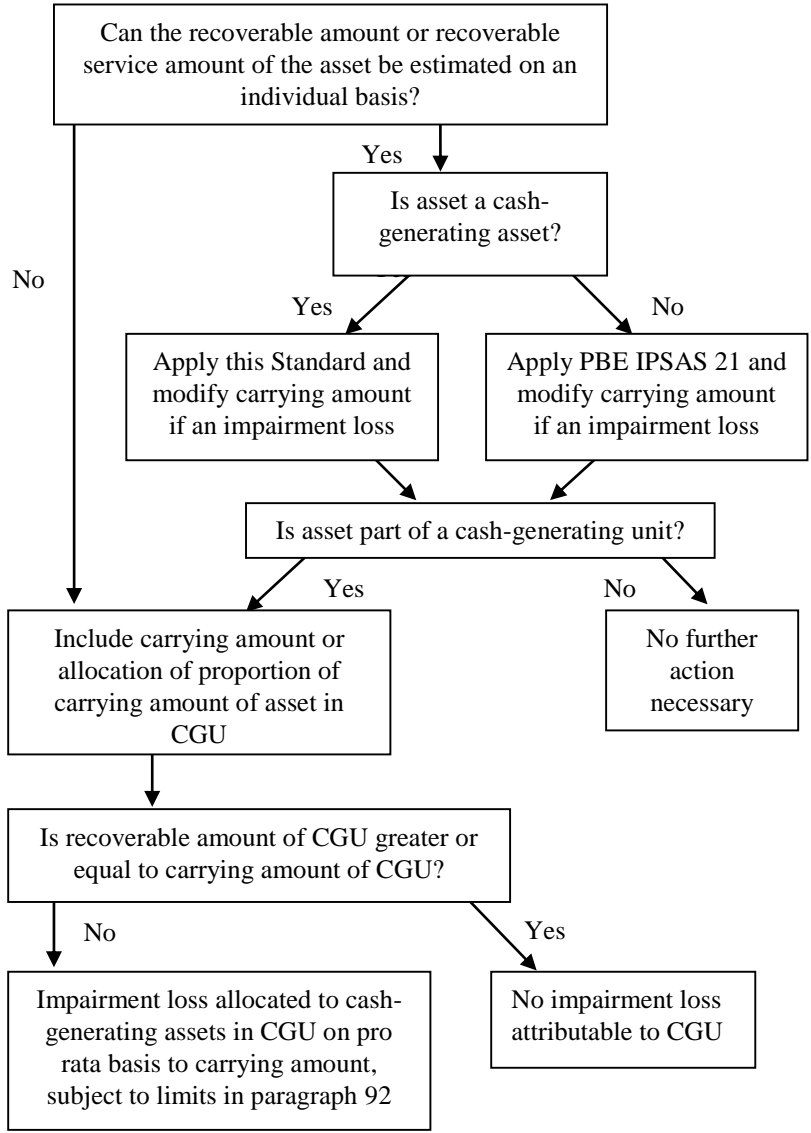 Can the recoverable amount or recoverable
service amount of the asset be estimated on an
individual basis?
Yes
Is asset a cash-
generating asset?
No
Yes
No
Apply this Standard and
modify carrying amount
if an impairment loss
Apply PBE IPSAS 21 and
modify carrying amount
if an impairment loss
Is asset part of a cash-generating unit?
Yes
No
Include carrying amount or
allocation of proportion of
carrying amount of asset in
CGU
No further
action
necessary
Is recoverable amount of CGU greater or
equal to carrying amount of CGU?
No
Yes
Impairment loss allocated to cash-
generating assets in CGU on pro
rata basis to carrying amount,
subject to limits in paragraph 92
No impairment loss
attributable to CGU